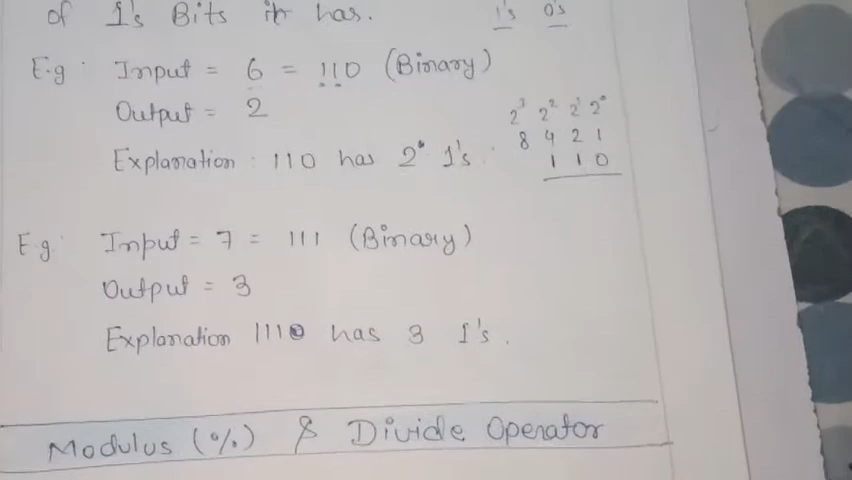 of 1's Bits it has.
1's 0's
E.g Input = 6 = 110 (Binary)
Output = 2
2³ 2² 2¹ 2⁰
8 4 2 1
1 1 0
Explanation : 110 has 2 1's.
E.g. Input = 7 = 111 (Binary)
Output = 3
Explanation 111 has 3 1's.
Modulus (%) & Divide Operator